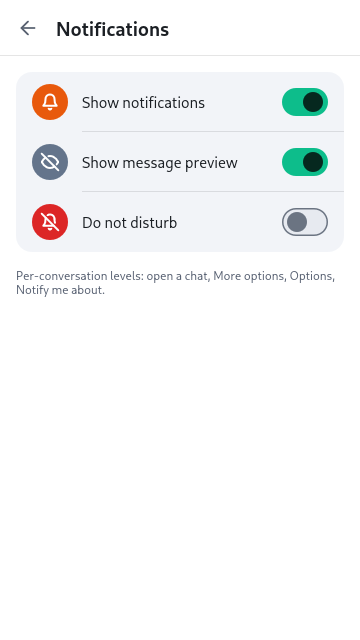 Notifications
Show notifications
Show message preview
Do not disturb
Per-conversation levels: open a chat, More options, Options,
Notify me about.